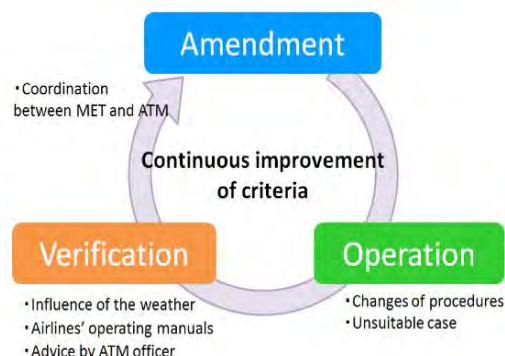 Amendment
・Coordination
between MET and ATM
Continuous improvement
of criteria
Verification
Operation
・Influence of the weather
・Airlines' operating manuals
・Advice by ATM officer
・Changes of procedures
・Unsuitable case